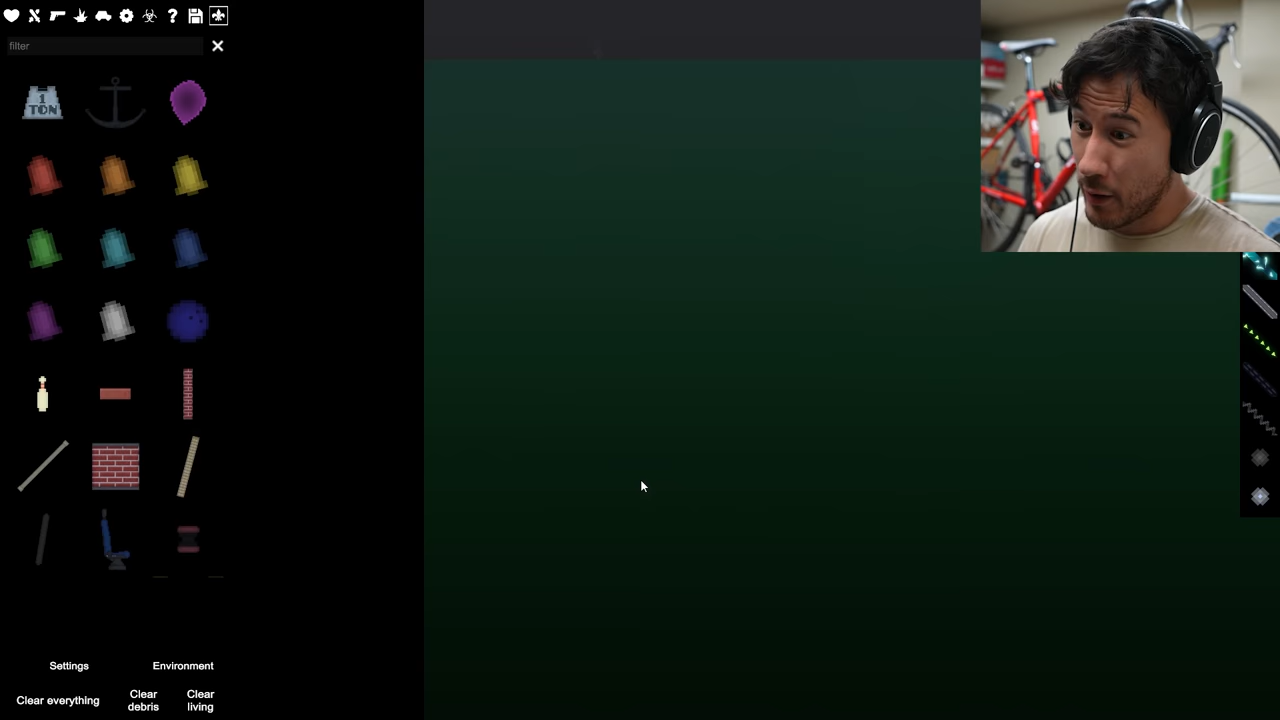 filter
1
TON
Settings
Environment
Clear everything
Clear
debris
Clear
living